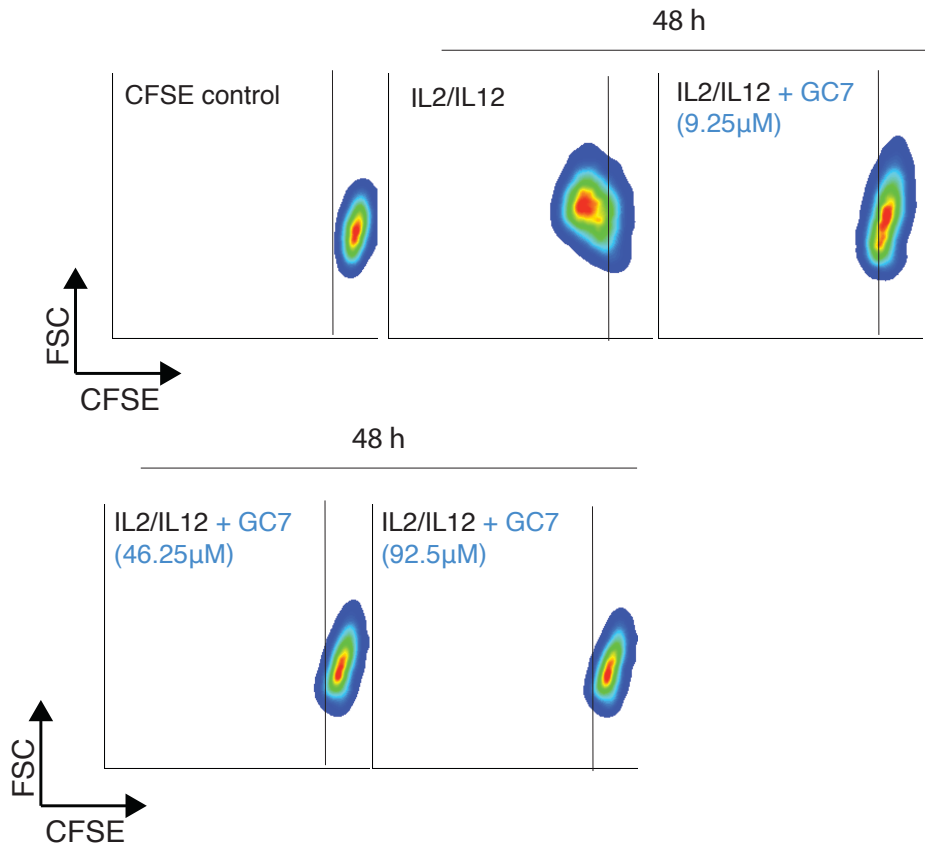 48 h
CFSE control
IL2/IL12
IL2/IL12 + GC7
(9.25μM)
FSC
CFSE
48 h
IL2/IL12 + GC7
(46.25μM)
IL2/IL12 + GC7
(92.5μM)
FSC
CFSE